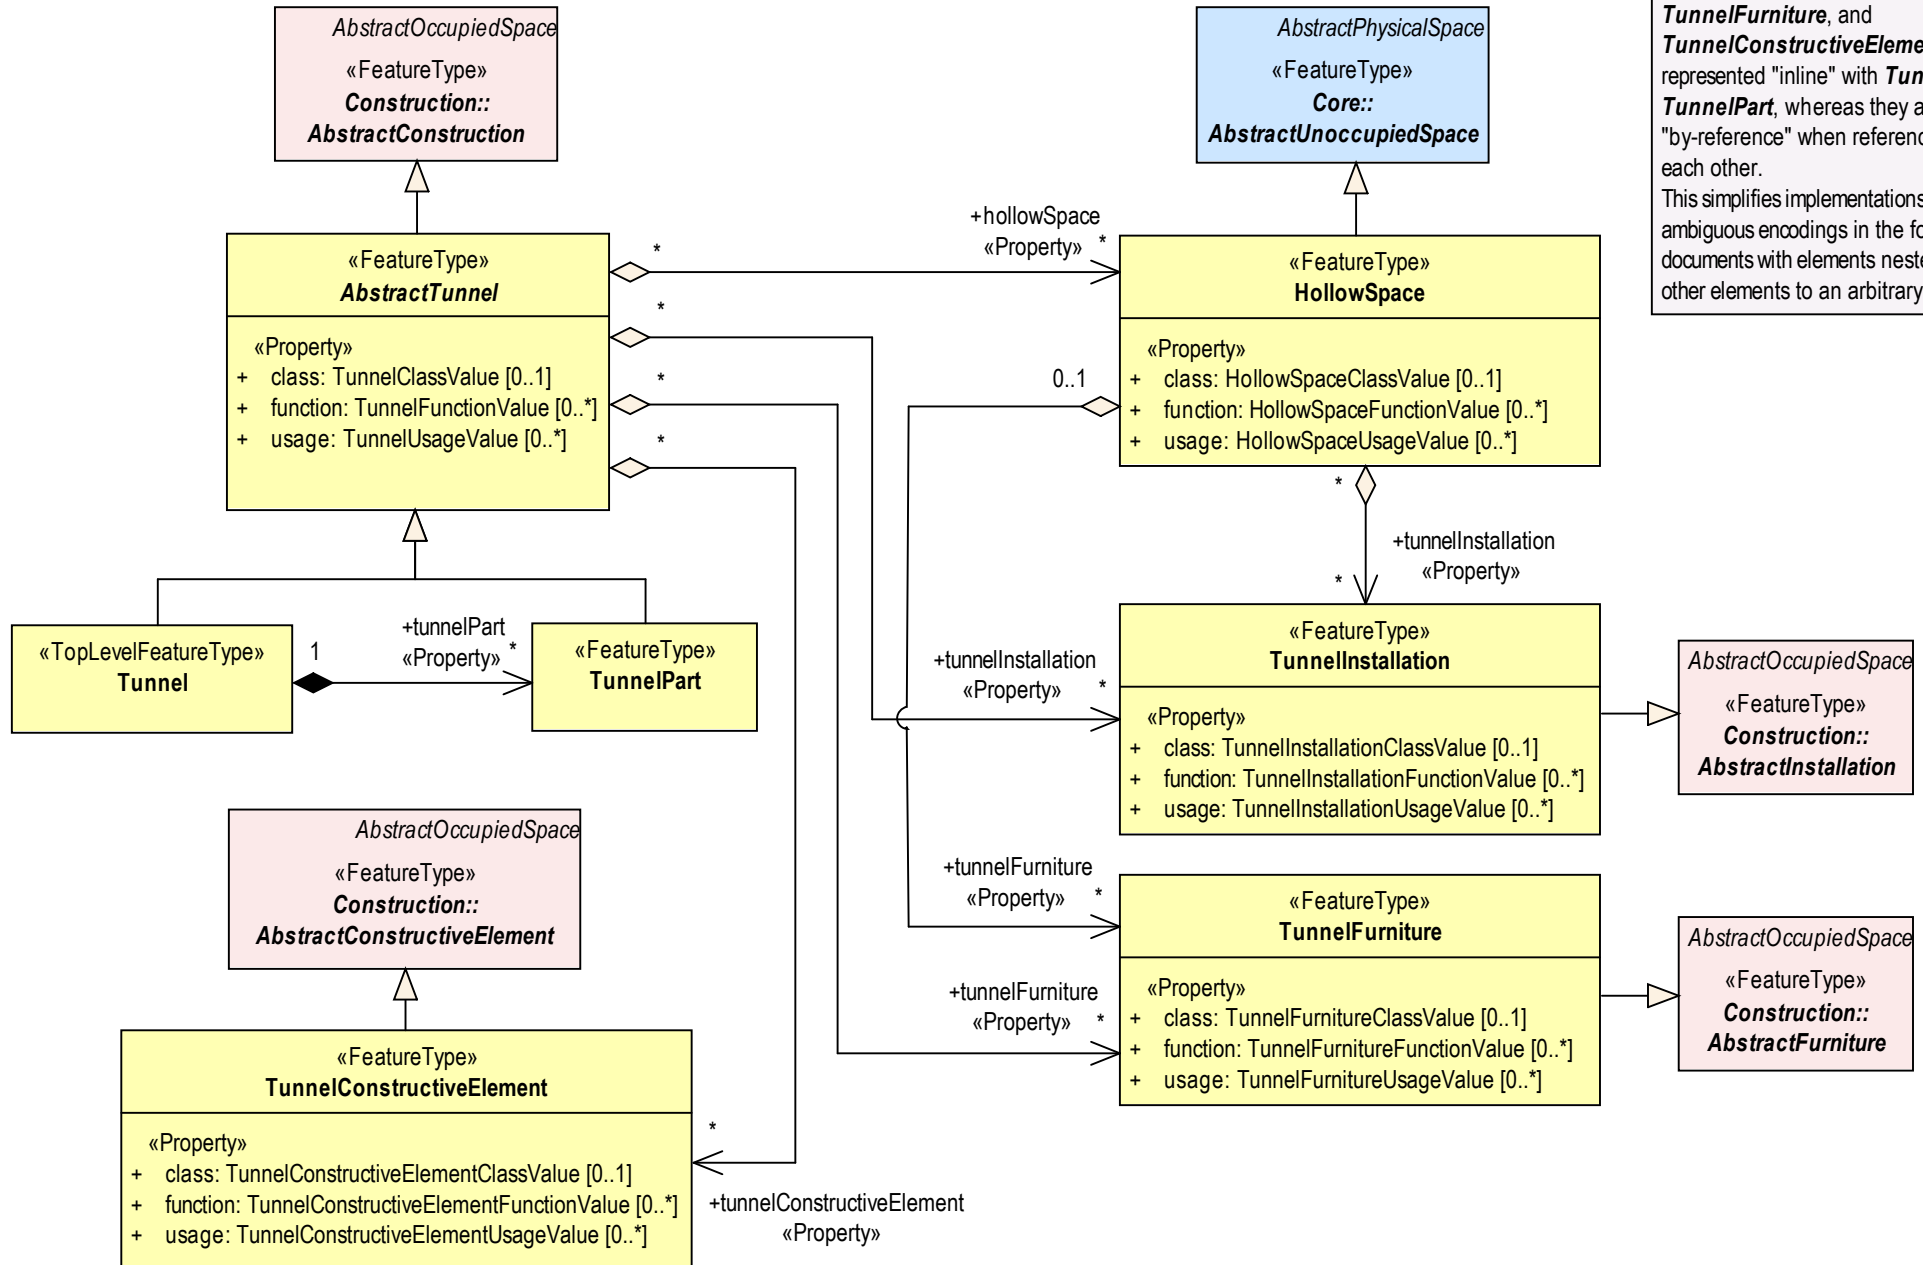 AbstractOccupiedSpace
«FeatureType»
Construction::
AbstractConstruction
AbstractPhysicalSpace
«FeatureType»
Core::
AbstractUnoccupiedSpace
TunnelFurniture, and
represented "inline" with
TunnelPart, whereas they
"by-reference" when
each other.
This simplifies implementations
ambiguous encodings in the
documents with elements
other elements to an arbitrary
«FeatureType»
AbstractTunnel
«Property»
+ class: TunnelClassValue [0..1]
+ function: TunnelFunctionValue [0..*]
+ usage: TunnelUsageValue [0..*]
*
*
*
*
+hollowSpace
«Property» *
«FeatureType»
HollowSpace
«Property»
+ class: HollowSpaceClassValue [0..1]
+ function: HollowSpaceFunctionValue [0..*]
+ usage: HollowSpaceUsageValue [0..*]
0..1
*
+tunnelInstallation
«Property»
*
«TopLevelFeatureType»
Tunnel
1
+tunnelPart
«Property» *
«FeatureType»
TunnelPart
+tunnelInstallation
«Property» *
«FeatureType»
TunnelInstallation
«Property»
+ class: TunnelInstallationClassValue [0..1]
+ function: TunnelInstallationFunctionValue [0..*]
+ usage: TunnelInstallationUsageValue [0..*]
AbstractOccupiedSpace
«FeatureType»
Construction::
AbstractInstallation
AbstractOccupiedSpace
«FeatureType»
Construction::
AbstractConstructiveElement
+tunnelFurniture
«Property» *
+tunnelFurniture
«Property» *
«FeatureType»
TunnelFurniture
«Property»
+ class: TunnelFurnitureClassValue [0..1]
+ function: TunnelFurnitureFunctionValue [0..*]
+ usage: TunnelFurnitureUsageValue [0..*]
AbstractOccupiedSpace
«FeatureType»
Construction::
AbstractFurniture
«FeatureType»
TunnelConstructiveElement
«Property»
+ class: TunnelConstructiveElementClassValue [0..1]
+ function: TunnelConstructiveElementFunctionValue [0..*]
+ usage: TunnelConstructiveElementUsageValue [0..*]
*
+tunnelConstructiveElement
«Property»